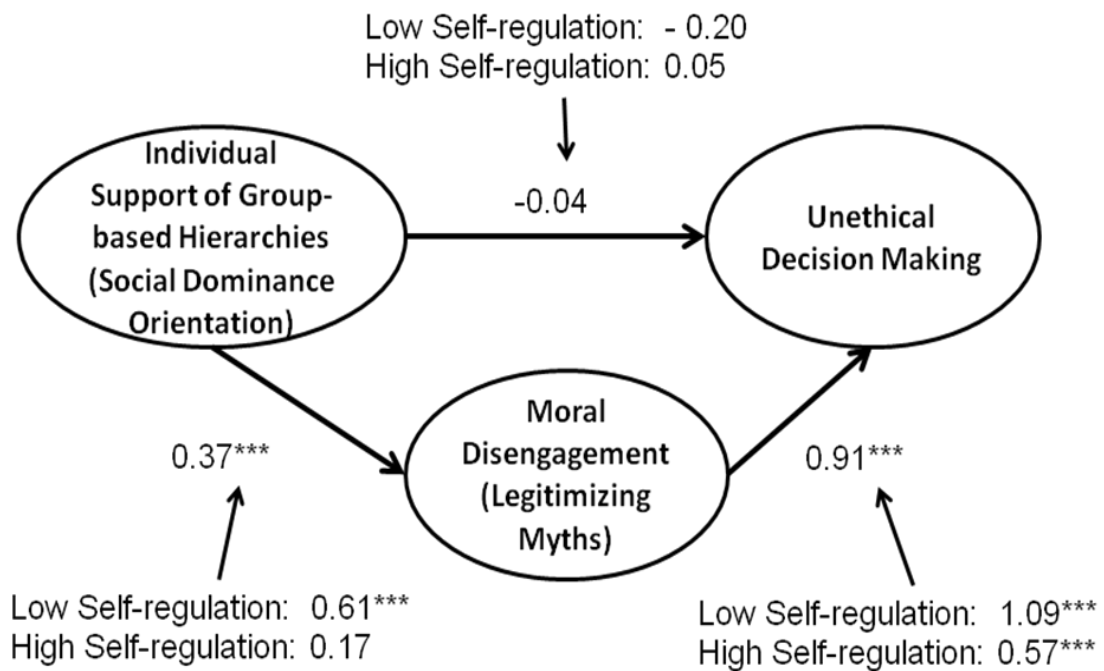 Low Self-regulation: - 0.20
High Self-regulation: 0.05
Individual
Support of Group-
based Hierarchies
(Social Dominance
Orientation)
-0.04
Unethical
Decision Making
Moral
Disengagement
(Legitimizing
Myths)
0.37***
0.91***
Low Self-regulation: 0.61***
High Self-regulation: 0.17
Low Self-regulation: 1.09***
High Self-regulation: 0.57***